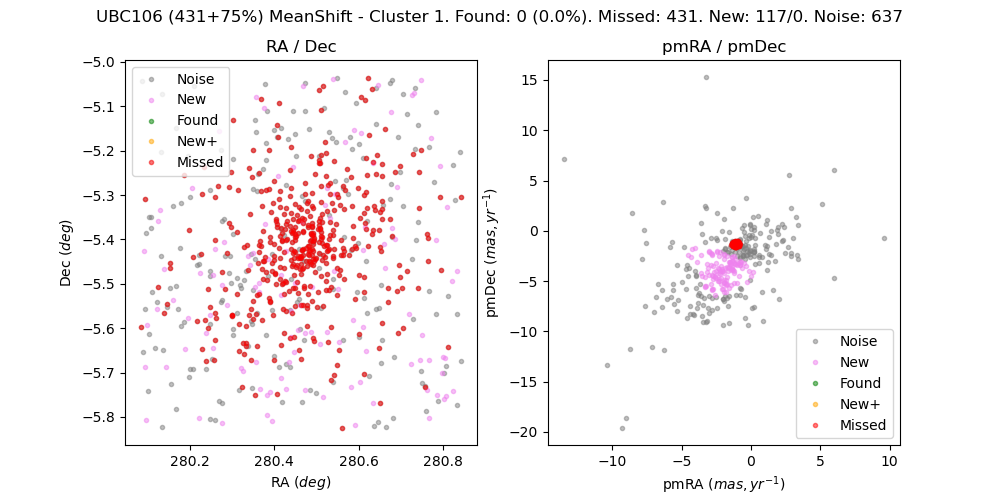 UBC106 (431+75%) MeanShift - Cluster 1. Found: 0 (0.0%). Missed: 431. New: 117/0. Noise: 637
RA / Dec
−5.0
−5.1
−5.2
−5.3
−5.4
−5.5
−5.6
−5.7
−5.8
Dec (deg)
Noise
New
Found
New+
Missed
280.2 280.4 280.6 280.8
RA (deg)
pmRA / pmDec
15
10
5
0
−5
−10
−15
−20
pmDec (mas, yr⁻¹)
Noise
New
Found
New+
Missed
−10 −5 0 5 10
pmRA (mas, yr⁻¹)